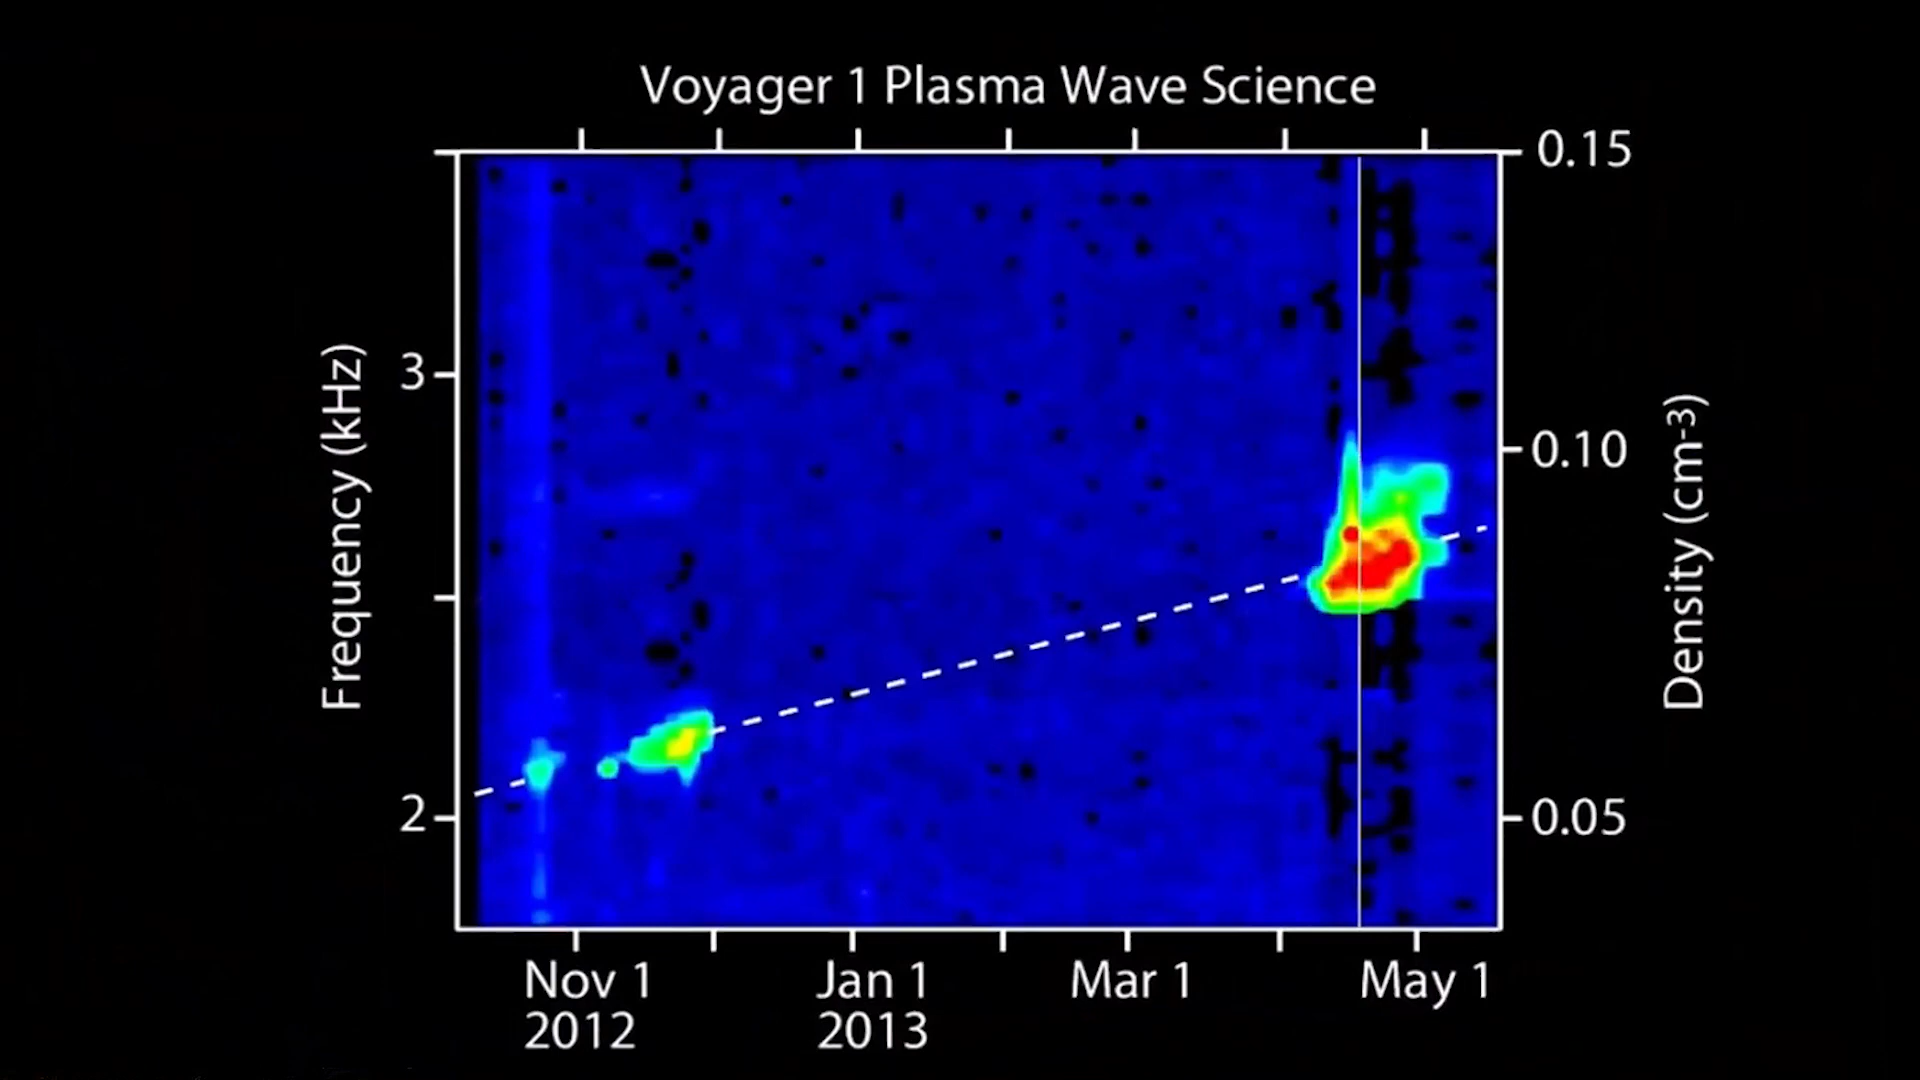 Voyager 1 Plasma Wave Science
Frequency (kHz)
3
2
0.15
0.10
0.05
Density (cm-3)
Nov 1
2012
Jan 1
2013
Mar 1
May 1